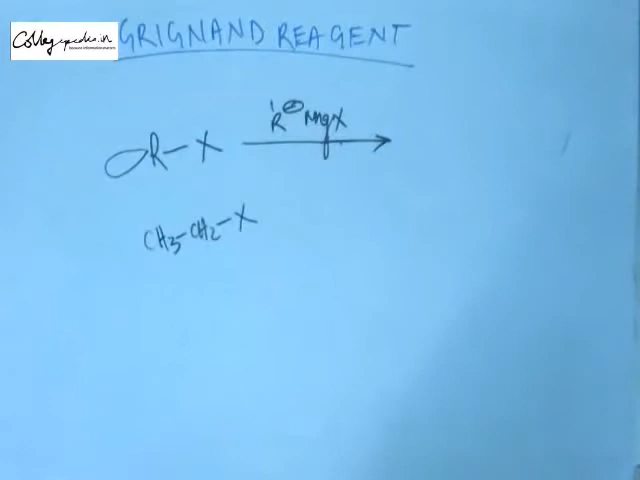 Collegepedia.in
GRIGNAND REAGENT
R'⊖ MgX
R-X
CH3-CH2-X